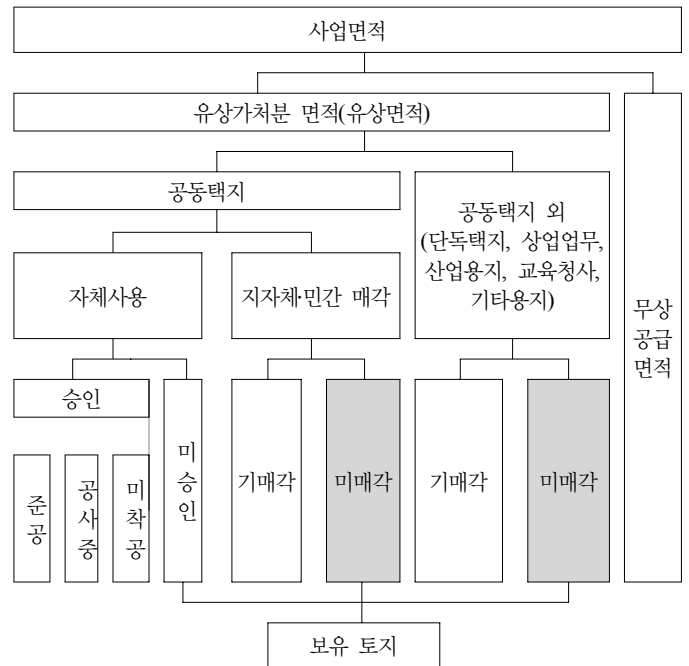 사업면적
유상가처분 면적(유상면적)
무상
공급
면적
공동택지
공동택지 외
(단독택지, 상업업무,
산업용지, 교육청사,
기타용지)
자체사용
지자체·민간 매각
승인
미
승
인
기매각
미매각
기매각
미매각
준
공
공
사
중
미
착
공
보유 토지